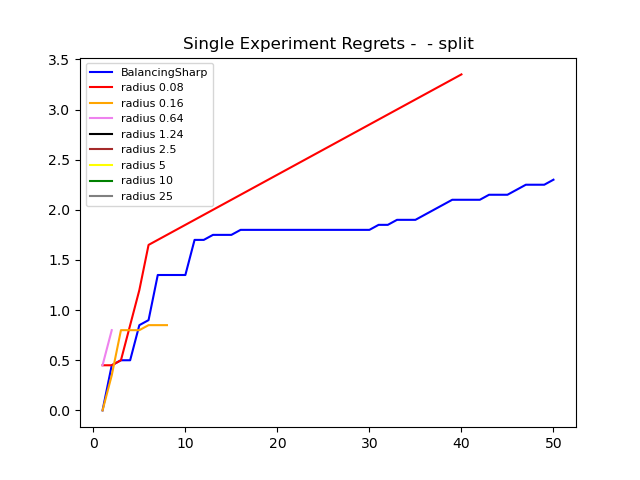 Single Experiment Regrets -  - split
3.5
3.0
2.5
2.0
1.5
1.0
0.5
0.0
BalancingSharp
radius 0.08
radius 0.16
radius 0.64
radius 1.24
radius 2.5
radius 5
radius 10
radius 25
0 10 20 30 40 50